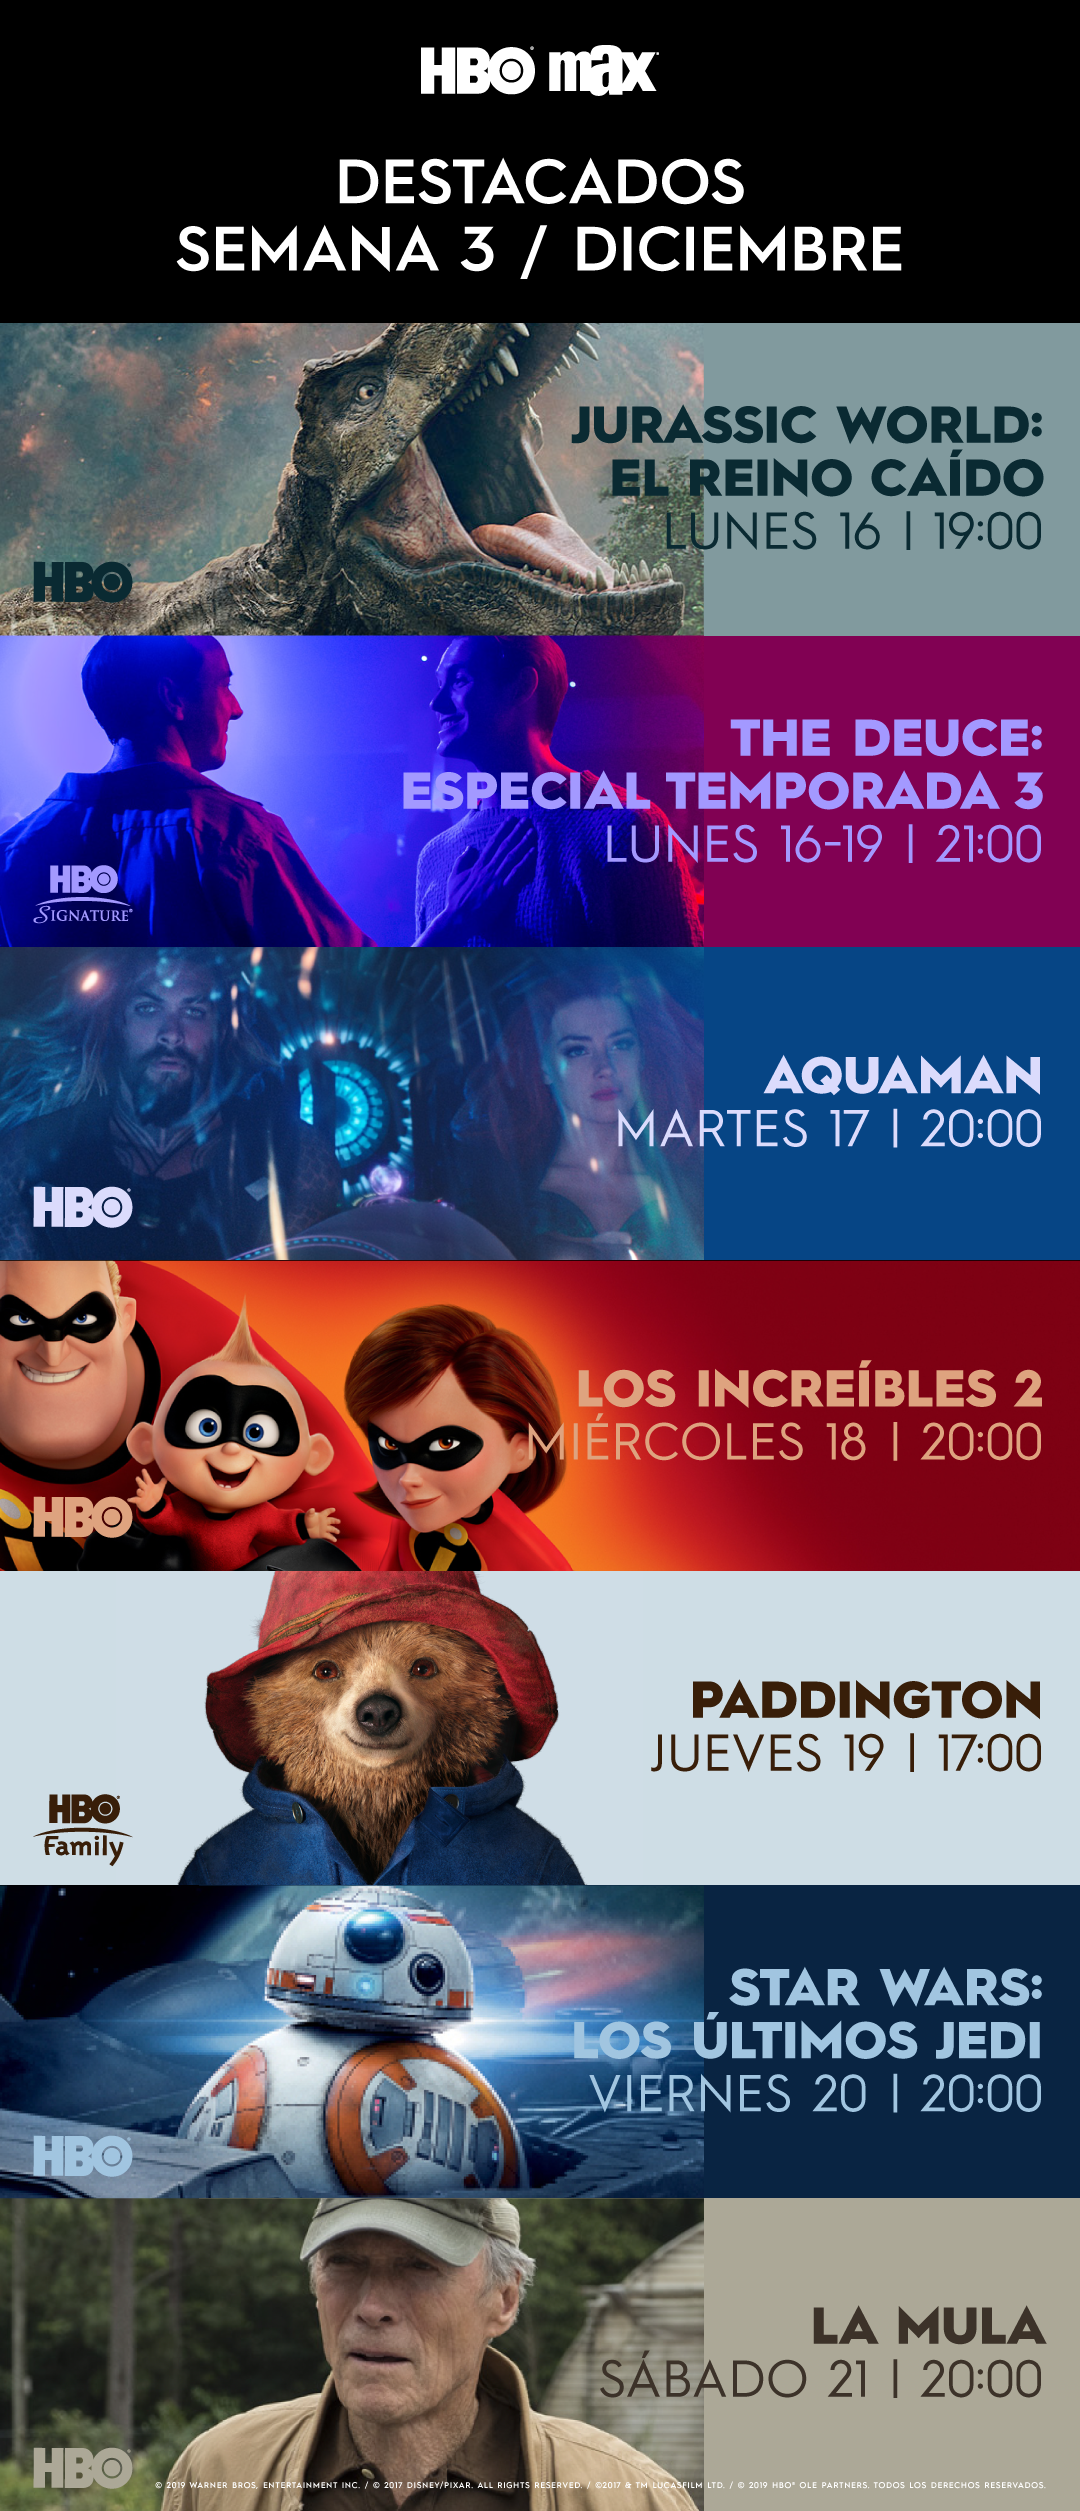 HBO max
DESTACADOS
SEMANA 3 / DICIEMBRE
JURASSIC WORLD:
EL REINO CAÍDO
LUNES 16 | 19:00
HBO
THE DEUCE:
ESPECIAL TEMPORADA 3
LUNES 16-19 | 21:00
HBO
SIGNATURE
AQUAMAN
MARTES 17 | 20:00
HBO
LOS INCREÍBLES 2
MIÉRCOLES 18 | 20:00
HBO
PADDINGTON
JUEVES 19 | 17:00
HBO
Family
STAR WARS:
LOS ÚLTIMOS JEDI
VIERNES 20 | 20:00
HBO
LA MULA
SÁBADO 21 | 20:00
HBO
© 2019 WARNER BROS. ENTERTAINMENT INC. / © 2017 DISNEY/PIXAR. ALL RIGHTS RESERVED. / ©2017 & TM LUCASFILM LTD. / © 2019 HBO® OLE PARTNERS. TODOS LOS DERECHOS RESERVADOS.